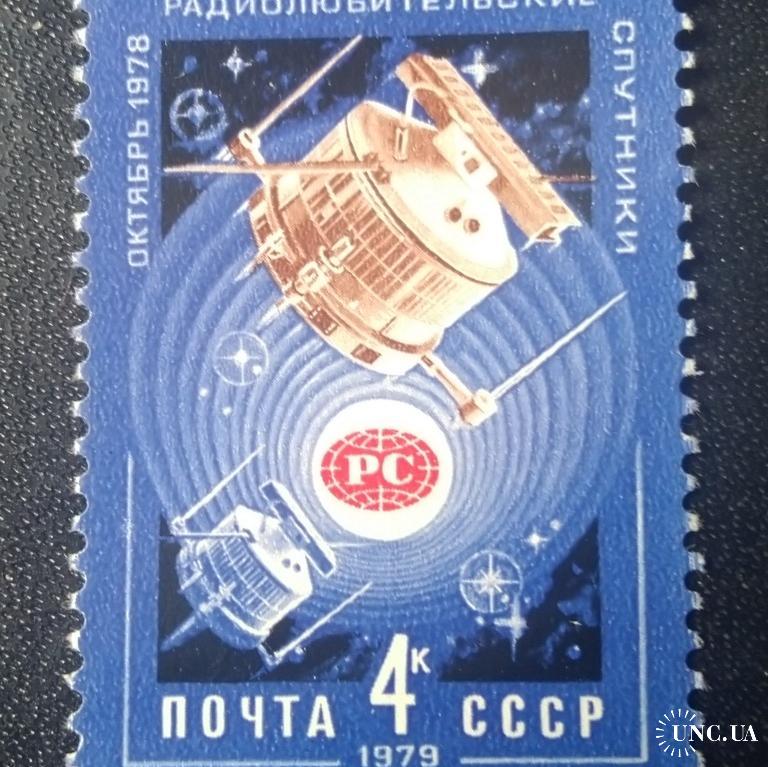 РАДИОЛЮБИТЕЛЬСКИЕ
СПУТНИКИ
ОКТЯБРЬ 1978
РС
ПОЧТА 4К СССР
1979
UNC.UA